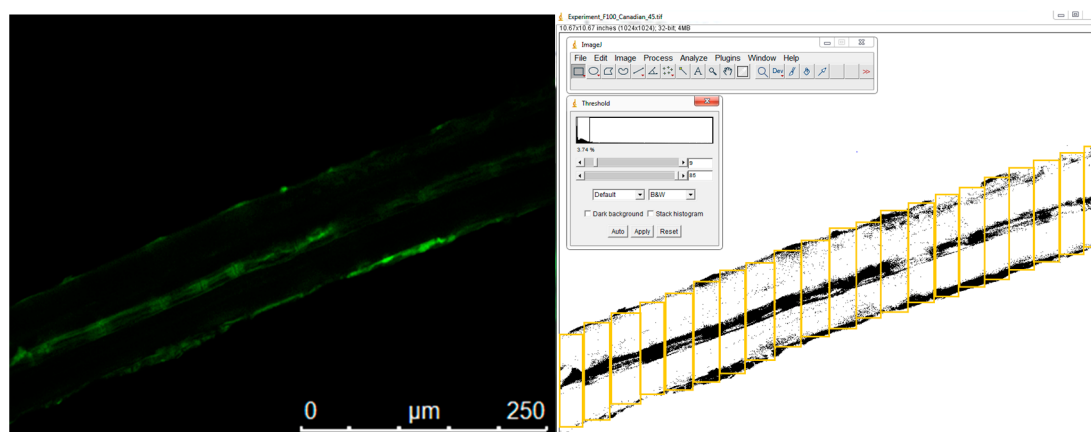 0 µm 250
Experiment_F100_Canadian_45.tif
10.67x10.67 inches (1024x1024); 32-bit; 4MB
ImageJ
File Edit Image Process Analyze Plugins Window Help
A Dev >>
Threshold
3.74 %
9
85
Default B&W
Dark background Stack histogram
Auto Apply Reset